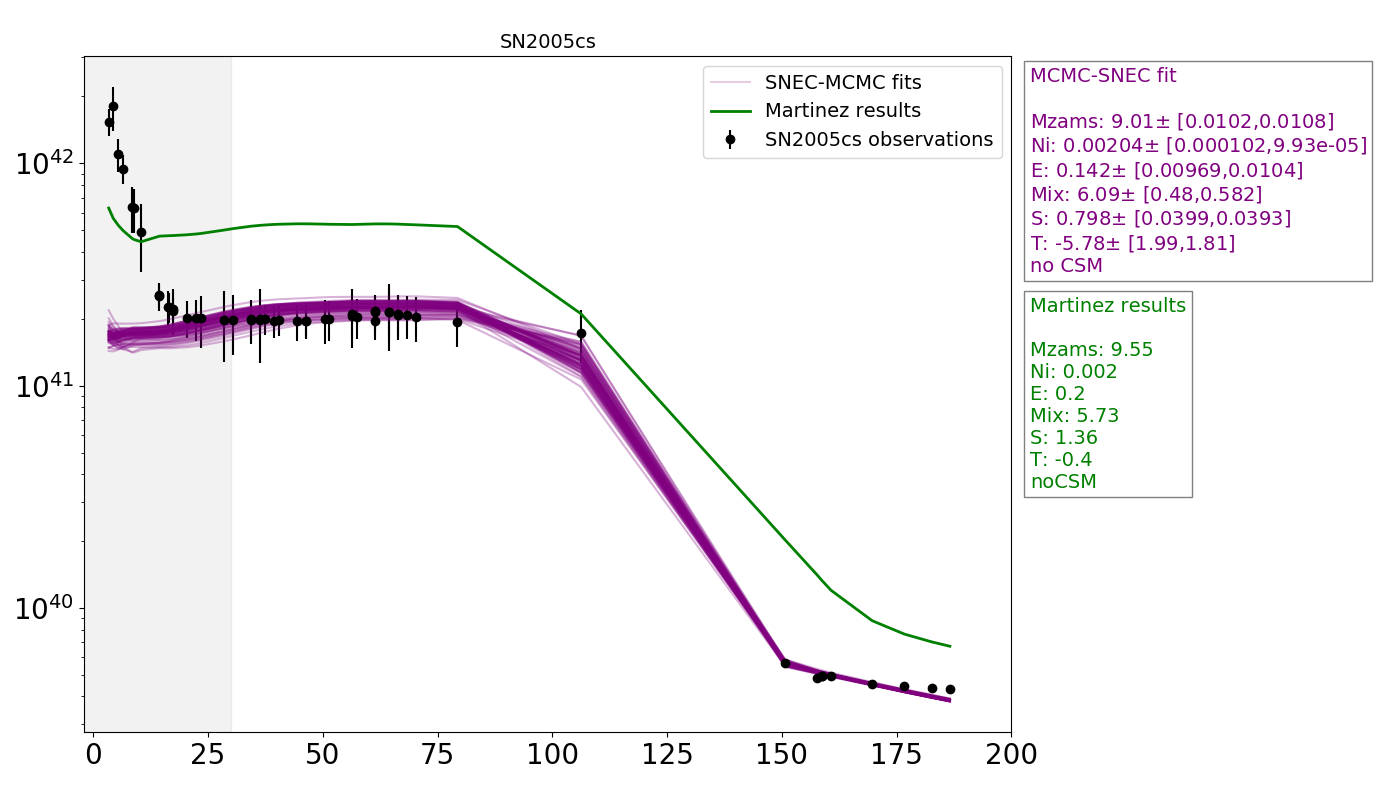 SN2005cs
SNEC-MCMC fits
Martinez results
SN2005cs observations
10^42
10^41
10^40
0 25 50 75 100 125 150 175 200
MCMC-SNEC fit
Mzams: 9.01± [0.0102,0.0108]
Ni: 0.00204± [0.000102,9.93e-05]
E: 0.142± [0.00969,0.0104]
Mix: 6.09± [0.48,0.582]
S: 0.798± [0.0399,0.0393]
T: -5.78± [1.99,1.81]
no CSM
Martinez results
Mzams: 9.55
Ni: 0.002
E: 0.2
Mix: 5.73
S: 1.36
T: -0.4
noCSM